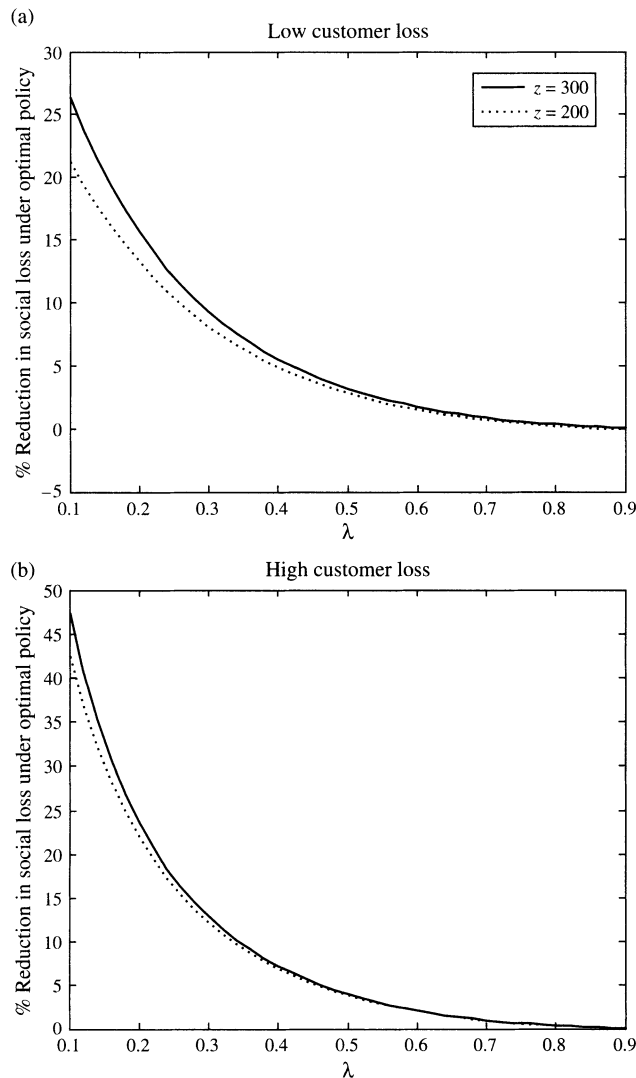 (a)
Low customer loss
% Reduction in social loss under optimal policy
30
25
20
15
10
5
0
−5
z = 300
z = 200
0.1 0.2 0.3 0.4 0.5 0.6 0.7 0.8 0.9
λ
(b)
High customer loss
% Reduction in social loss under optimal policy
50
45
40
35
30
25
20
15
10
5
0
0.1 0.2 0.3 0.4 0.5 0.6 0.7 0.8 0.9
λ